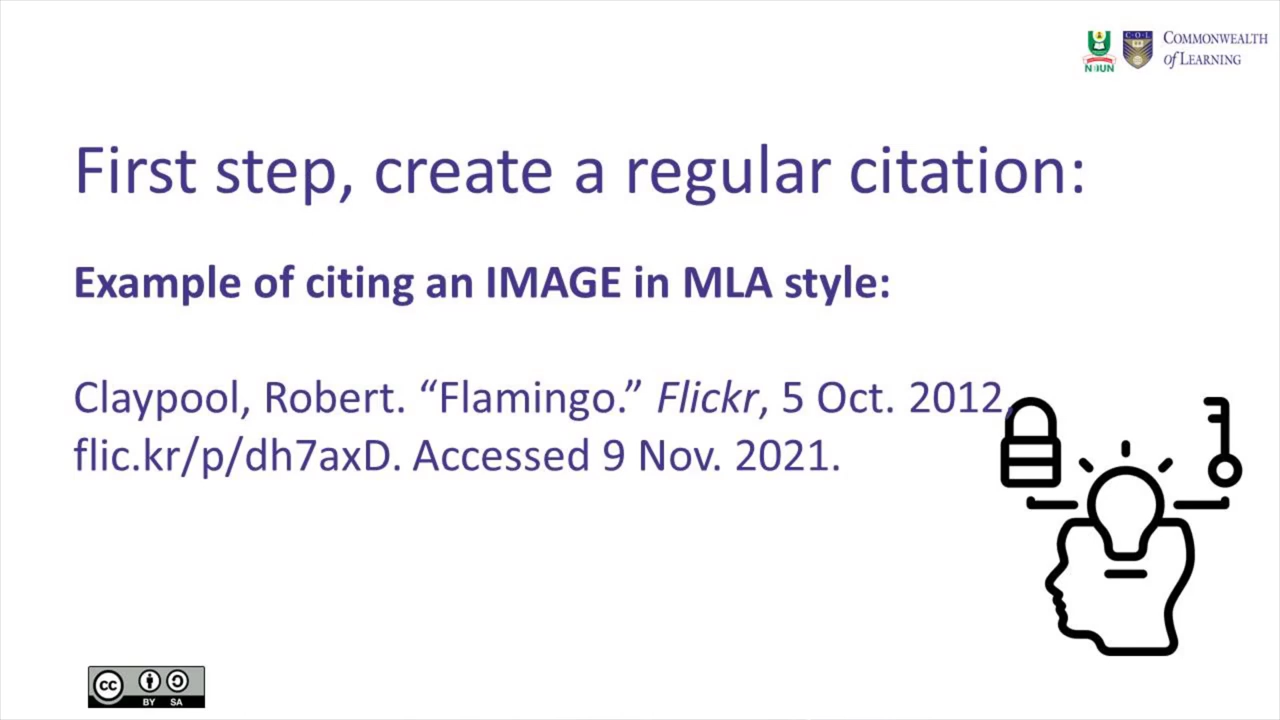 COMMONWEALTH
of LEARNING
NOUN
C·O·L
First step, create a regular citation:
Example of citing an IMAGE in MLA style:
Claypool, Robert. “Flamingo.” Flickr, 5 Oct. 2012,
flic.kr/p/dh7axD. Accessed 9 Nov. 2021.
cc
BY SA